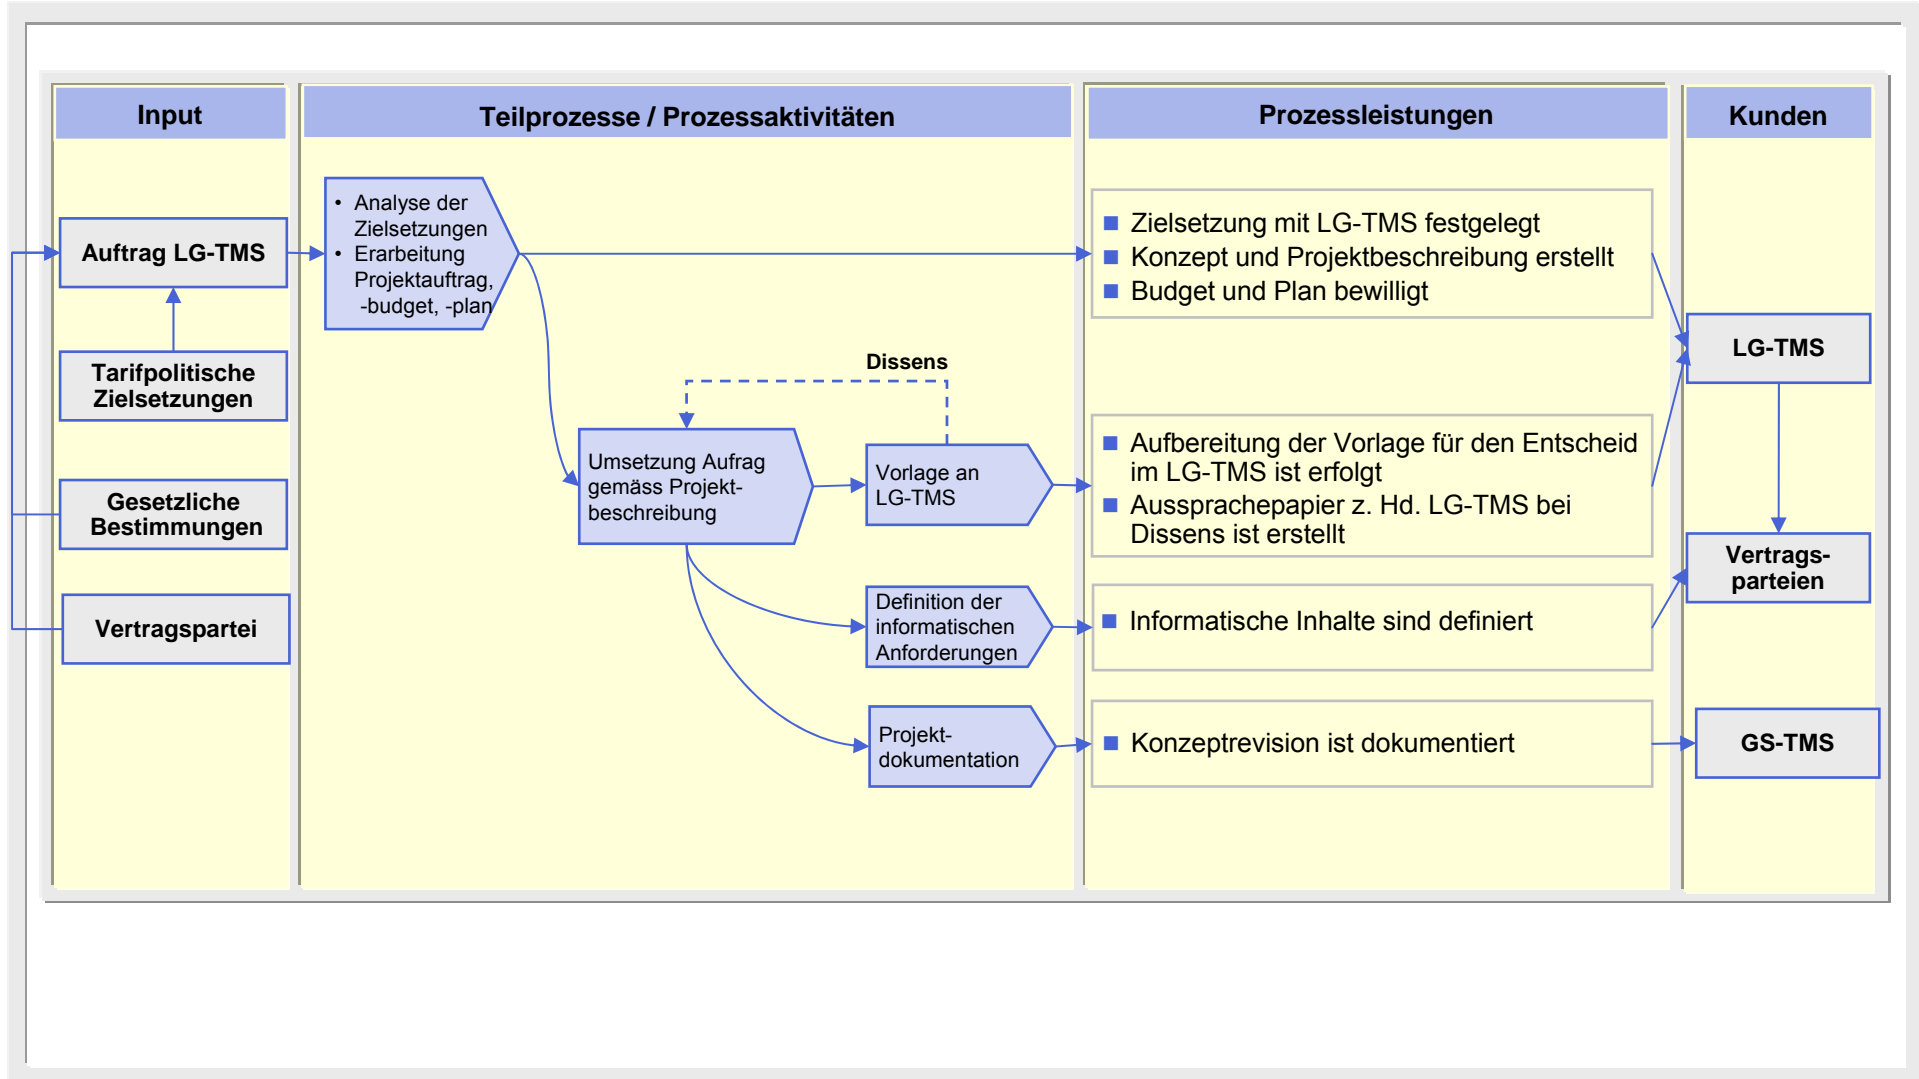 Input
Teilprozesse / Prozessaktivitäten
Prozessleistungen
Kunden
Auftrag LG-TMS
Tarifpolitische
Zielsetzungen
Gesetzliche
Bestimmungen
Vertragspartei
• Analyse der
Zielsetzungen
• Erarbeitung
Projektauftrag,
-budget, -plan
Dissens
Umsetzung Aufrag
gemäss Projekt-
beschreibung
Vorlage an
LG-TMS
Definition der
informatischen
Anforderungen
Projekt-
dokumentation
■ Zielsetzung mit LG-TMS festgelegt
■ Konzept und Projektbeschreibung erstellt
■ Budget und Plan bewilligt
■ Aufbereitung der Vorlage für den Entscheid
im LG-TMS ist erfolgt
■ Aussprachepapier z. Hd. LG-TMS bei
Dissens ist erstellt
■ Informatische Inhalte sind definiert
■ Konzeptrevision ist dokumentiert
LG-TMS
Vertrags-
parteien
GS-TMS